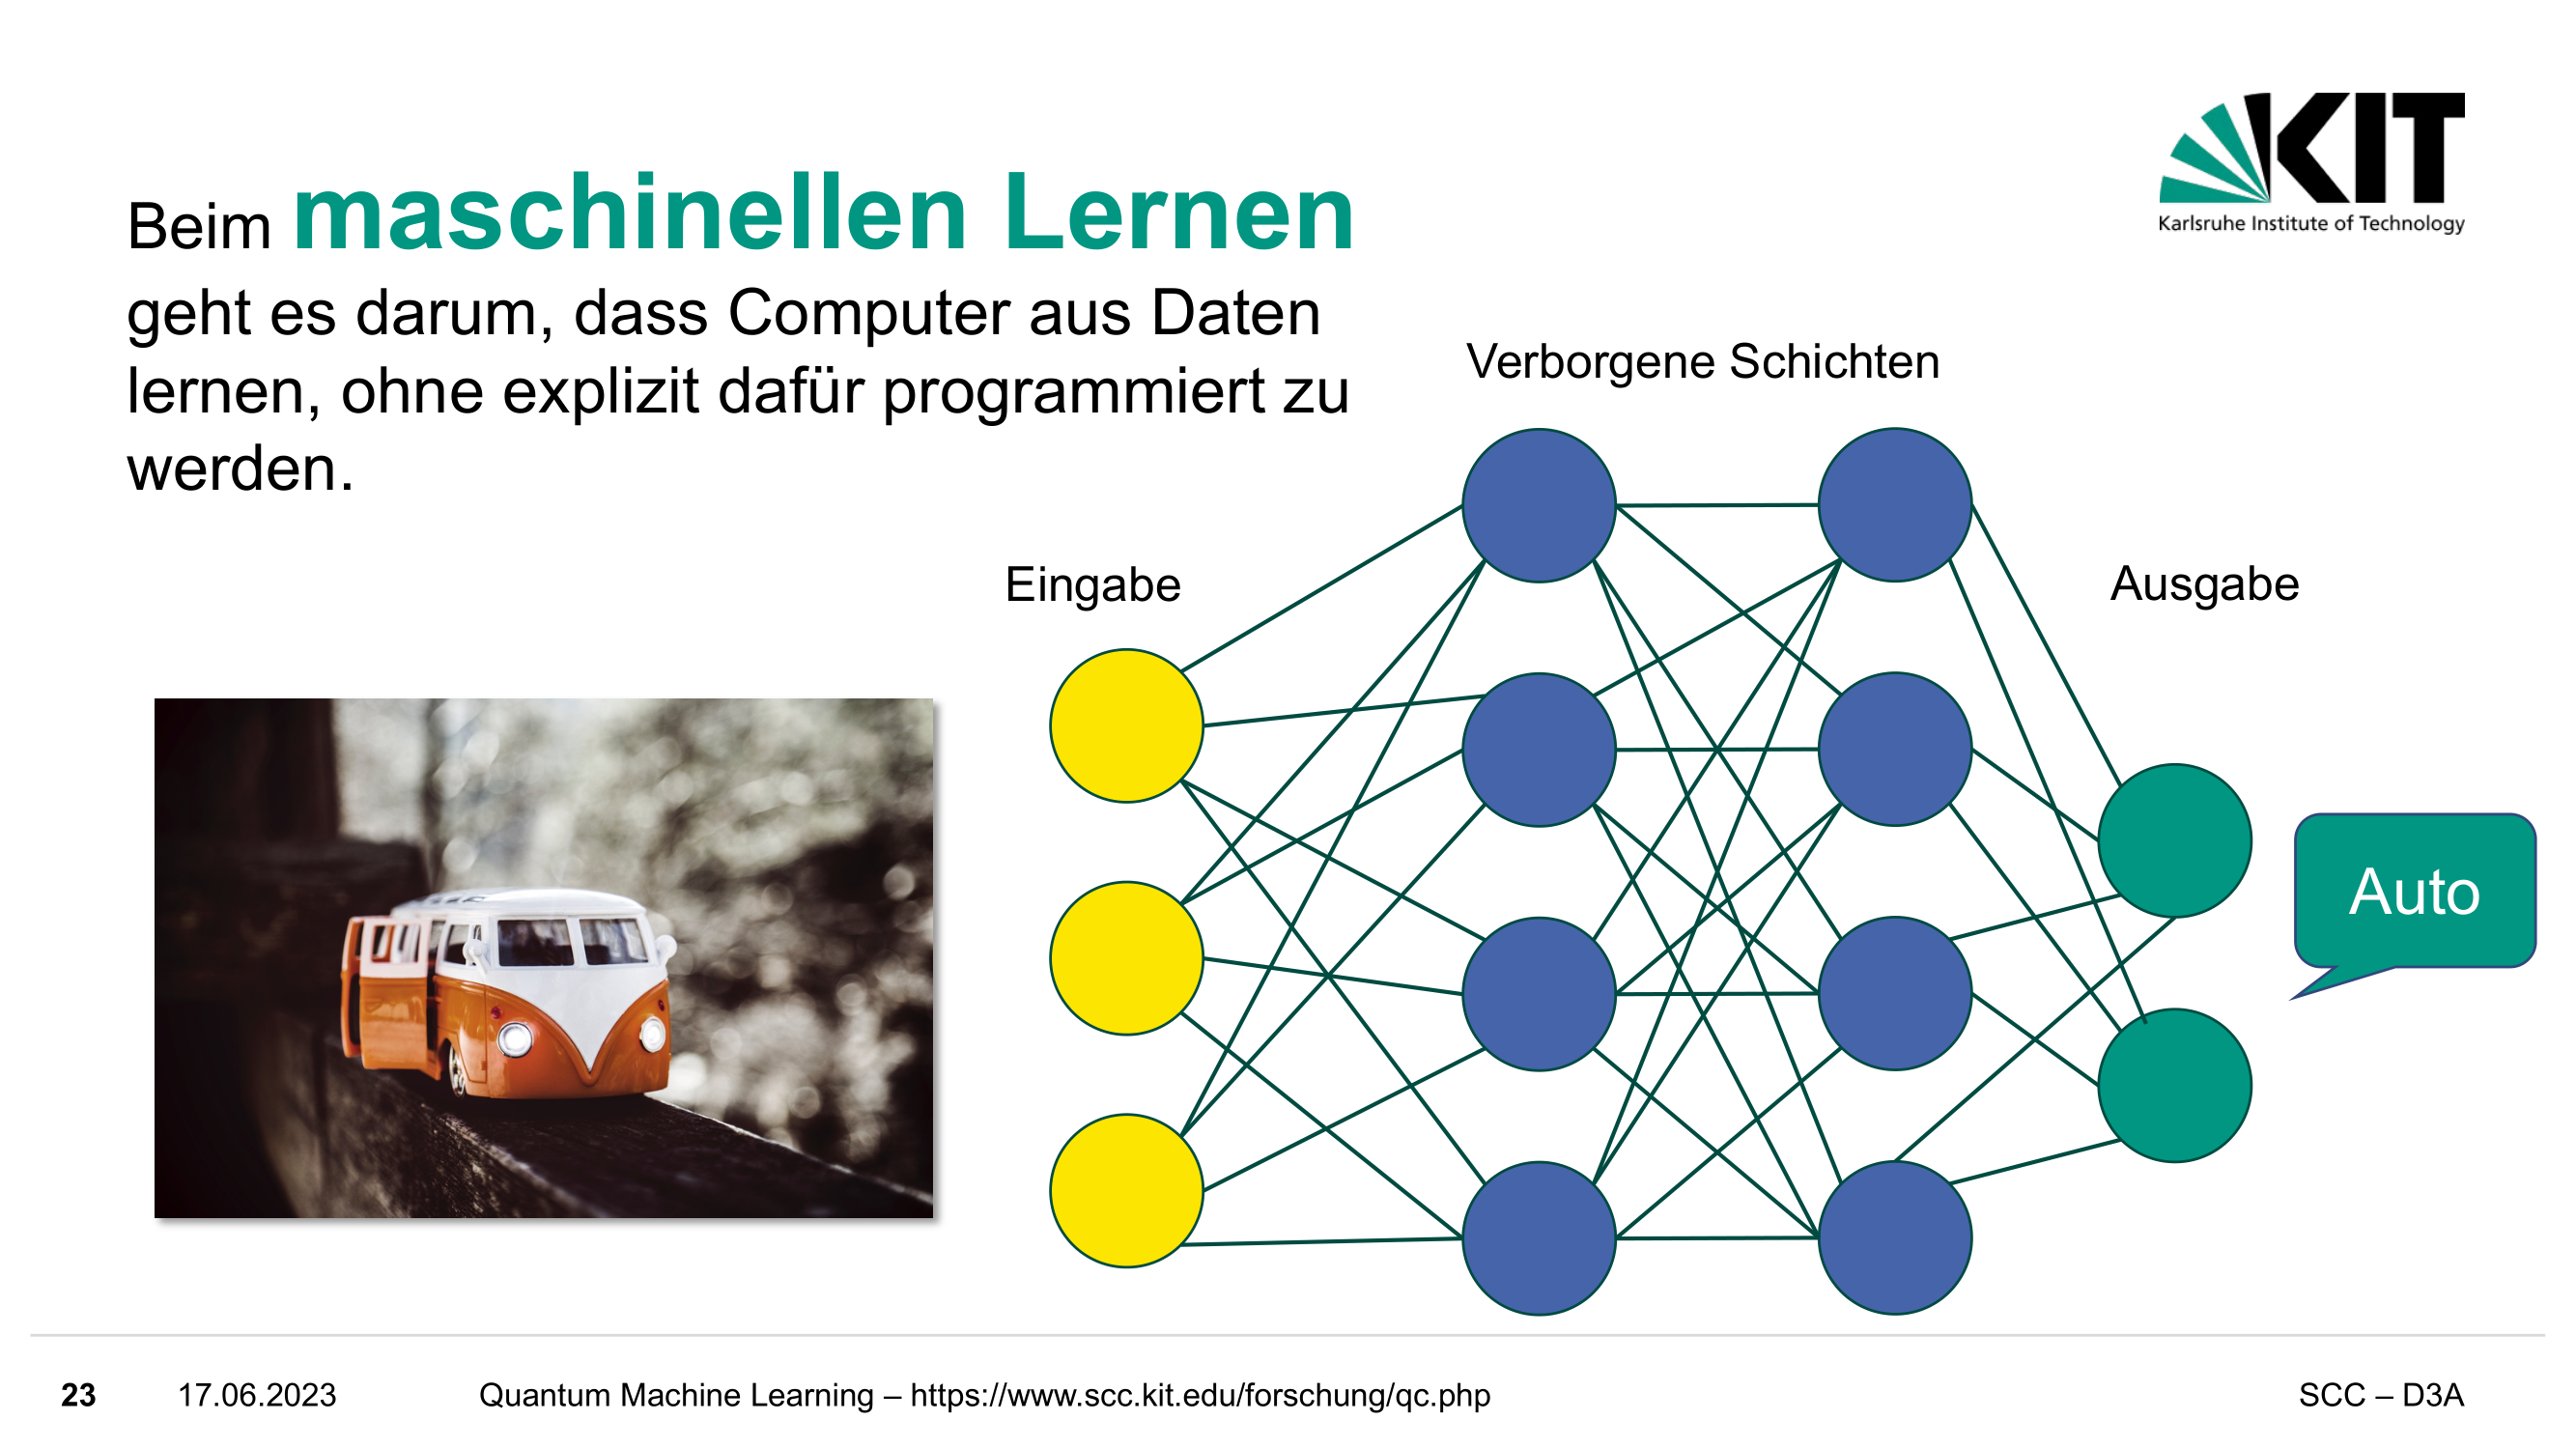 KIT
Karlsruhe Institute of Technology
Beim maschinellen Lernen
geht es darum, dass Computer aus Daten
lernen, ohne explizit dafür programmiert zu
werden.
Verborgene Schichten
Eingabe
Ausgabe
Auto
23 17.06.2023 Quantum Machine Learning – https://www.scc.kit.edu/forschung/qc.php SCC – D3A